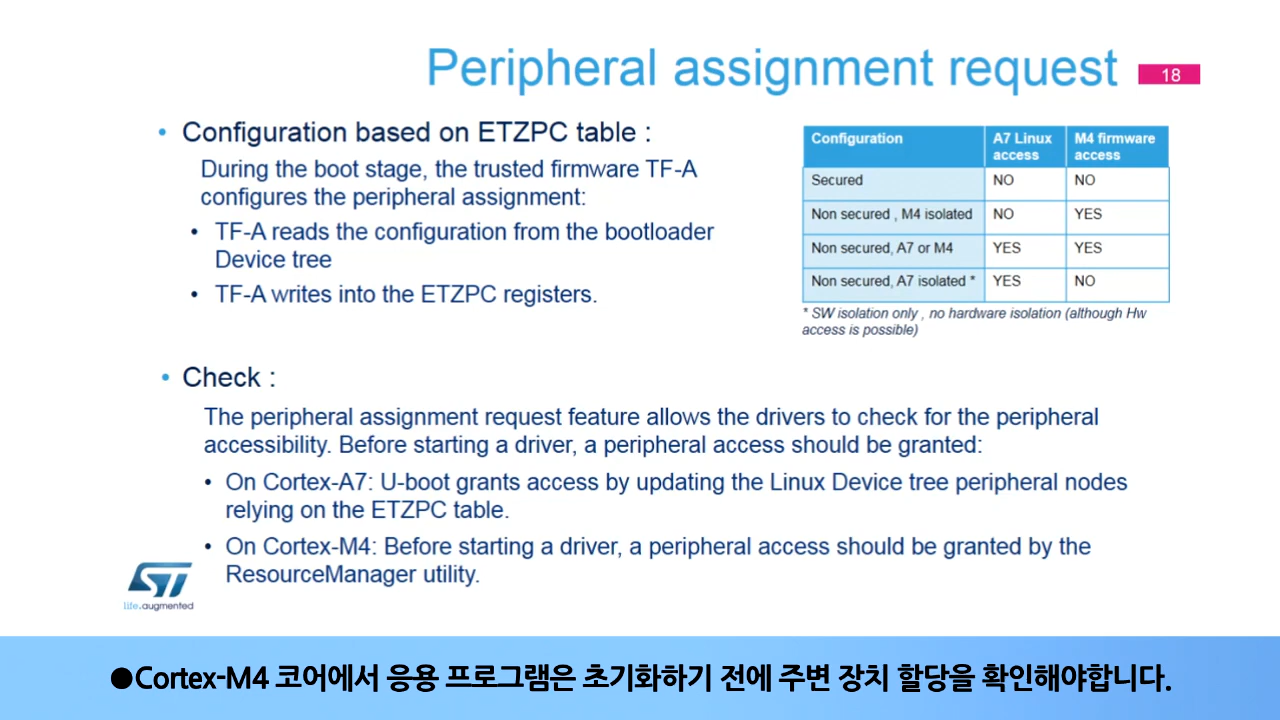 Peripheral assignment request
18
• Configuration based on ETZPC table :
During the boot stage, the trusted firmware TF-A
configures the peripheral assignment:
• TF-A reads the configuration from the bootloader
Device tree
• TF-A writes into the ETZPC registers.
Configuration A7 Linux access M4 firmware access
Secured NO NO
Non secured , M4 isolated NO YES
Non secured, A7 or M4 YES YES
Non secured, A7 isolated * YES NO
* SW isolation only , no hardware isolation (although Hw
access is possible)
• Check :
The peripheral assignment request feature allows the drivers to check for the peripheral
accessibility. Before starting a driver, a peripheral access should be granted:
• On Cortex-A7: U-boot grants access by updating the Linux Device tree peripheral nodes
relying on the ETZPC table.
• On Cortex-M4: Before starting a driver, a peripheral access should be granted by the
ResourceManager utility.
ST
life.augmented
●Cortex-M4 코어에서 응용 프로그램은 초기화하기 전에 주변 장치 할당을 확인해야합니다.